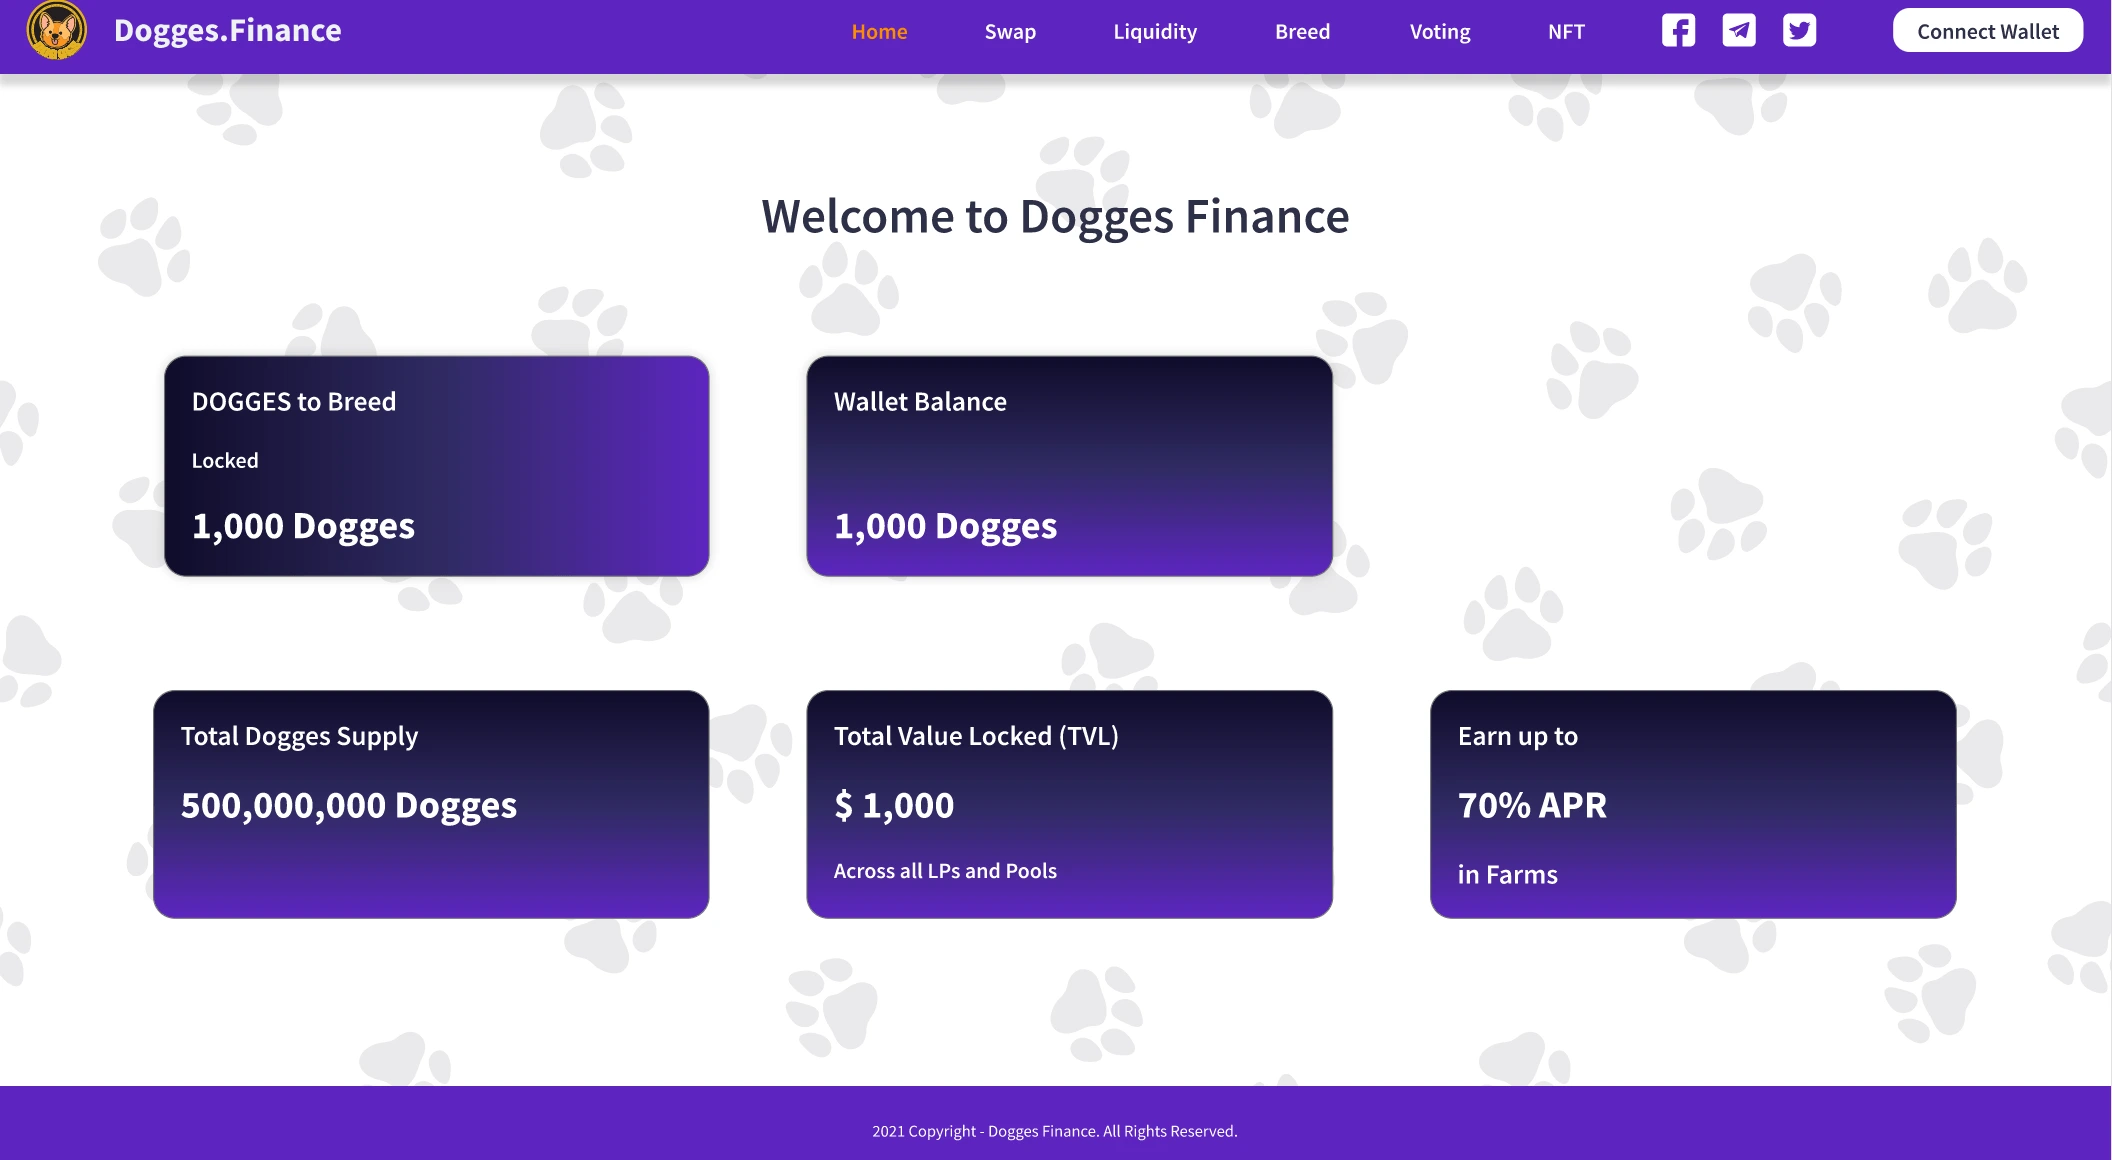 Dogges.Finance
Home Swap Liquidity Breed Voting NFT
Connect Wallet
Welcome to Dogges Finance
DOGGES to Breed
Locked
1,000 Dogges
Wallet Balance
1,000 Dogges
Total Dogges Supply
500,000,000 Dogges
Total Value Locked (TVL)
$ 1,000
Across all LPs and Pools
Earn up to
70% APR
in Farms
2021 Copyright - Dogges Finance. All Rights Reserved.